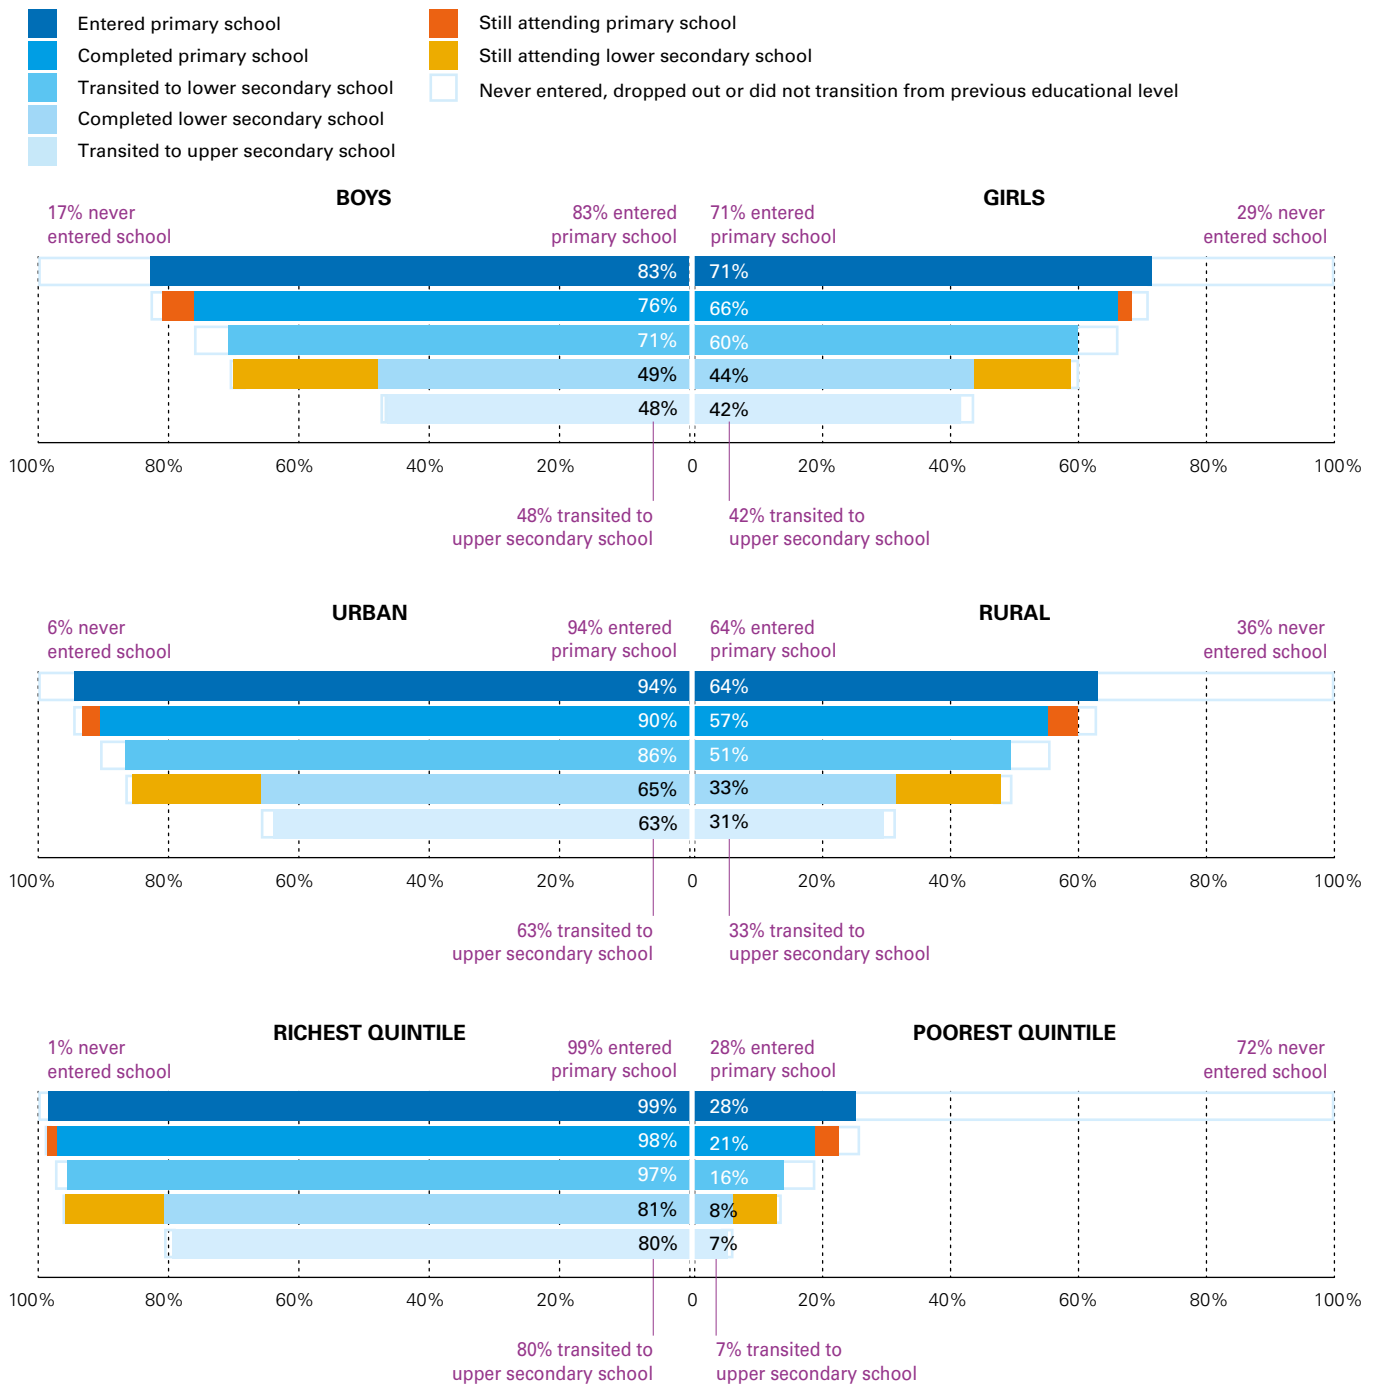 Entered primary school
Completed primary school
Transited to lower secondary school
Completed lower secondary school
Transited to upper secondary school
Still attending primary school
Still attending lower secondary school
Never entered, dropped out or did not transition from previous educational level
BOYS
17% never
entered school
83% entered
primary school
GIRLS
71% entered
primary school
29% never
entered school
83%
71%
76%
66%
71%
60%
49%
44%
48%
42%
100%
80%
60%
40%
20%
0
20%
40%
60%
80%
100%
48% transited to
upper secondary school
42% transited to
upper secondary school
URBAN
6% never
entered school
94% entered
primary school
RURAL
64% entered
primary school
36% never
entered school
94%
64%
90%
57%
86%
51%
65%
33%
63%
31%
100%
80%
60%
40%
20%
0
20%
40%
60%
80%
100%
63% transited to
upper secondary school
33% transited to
upper secondary school
RICHEST QUINTILE
1% never
entered school
99% entered
primary school
POOREST QUINTILE
28% entered
primary school
72% never
entered school
99%
28%
98%
21%
97%
16%
81%
8%
80%
7%
100%
80%
60%
40%
20%
0
20%
40%
60%
80%
100%
80% transited to
upper secondary school
7% transited to
upper secondary school